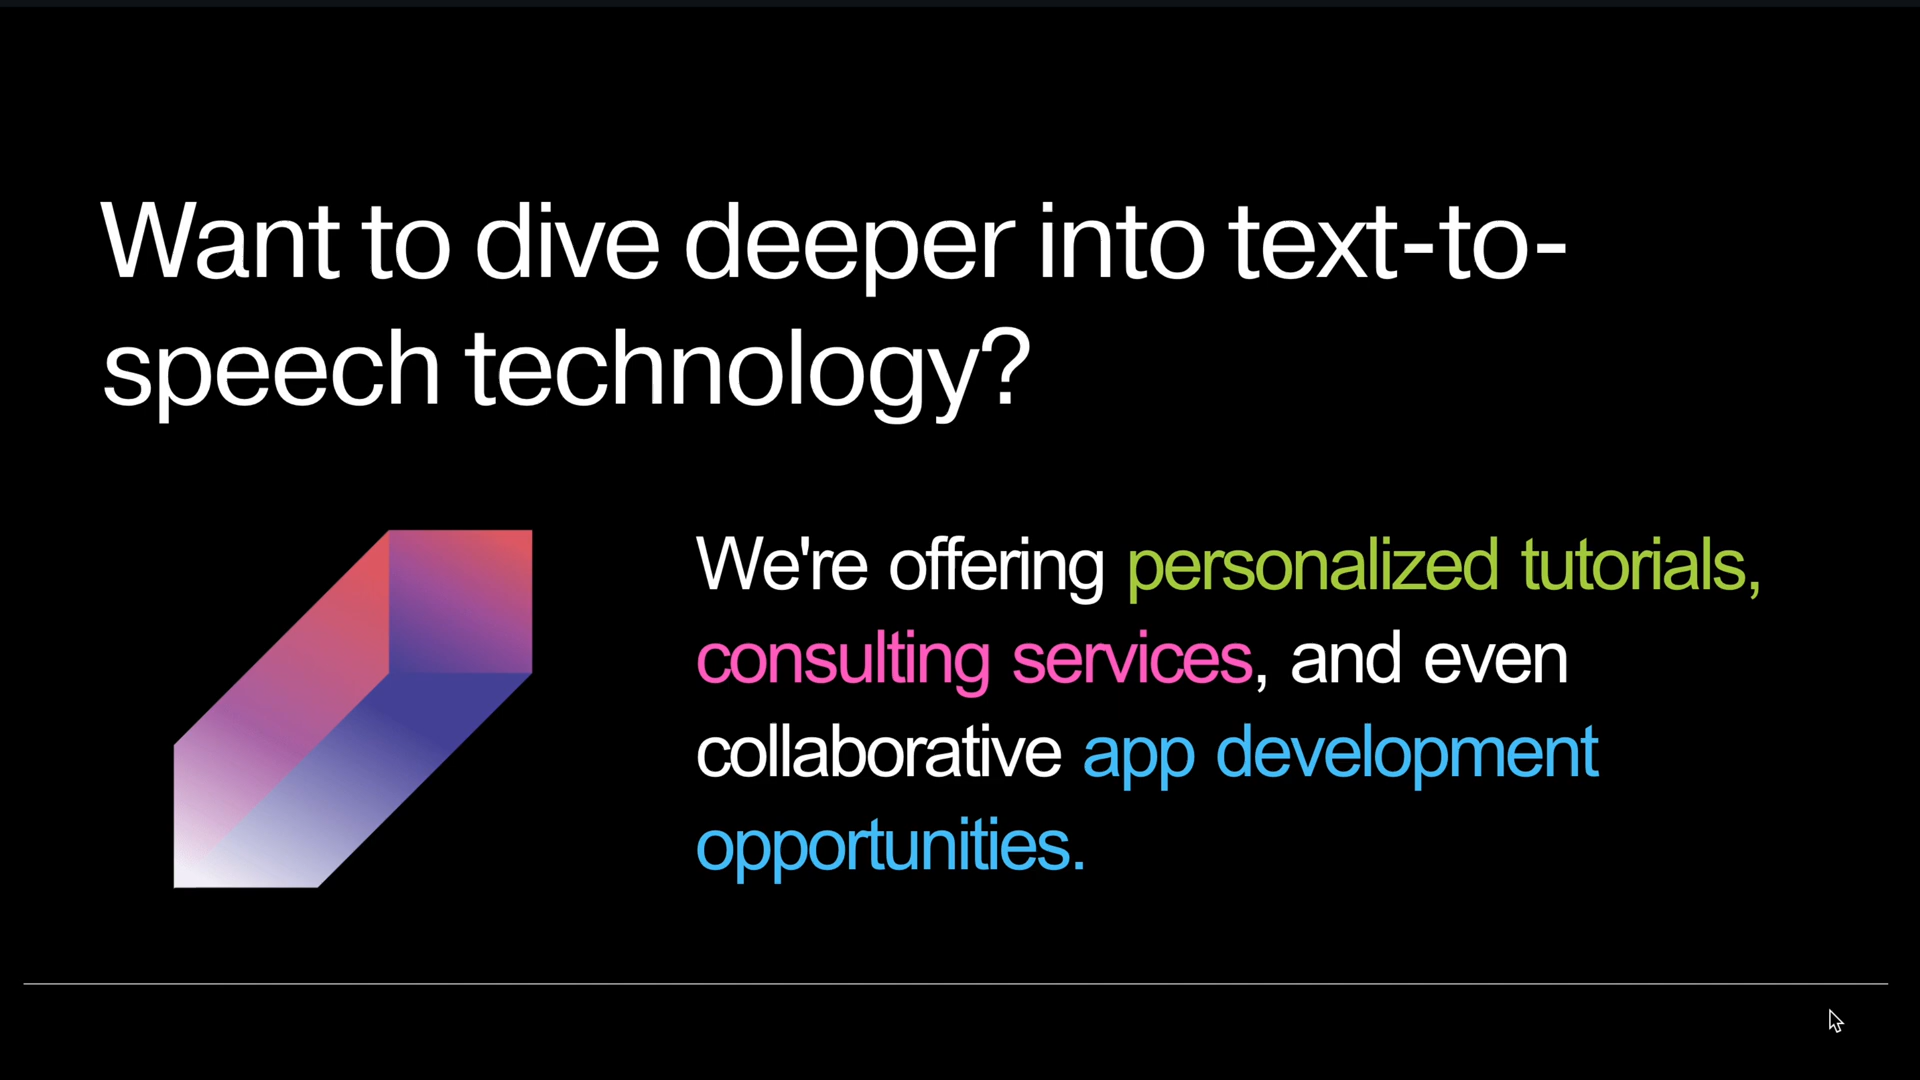 Want to dive deeper into text-to-
speech technology?
We're offering personalized tutorials,
consulting services, and even
collaborative app development
opportunities.